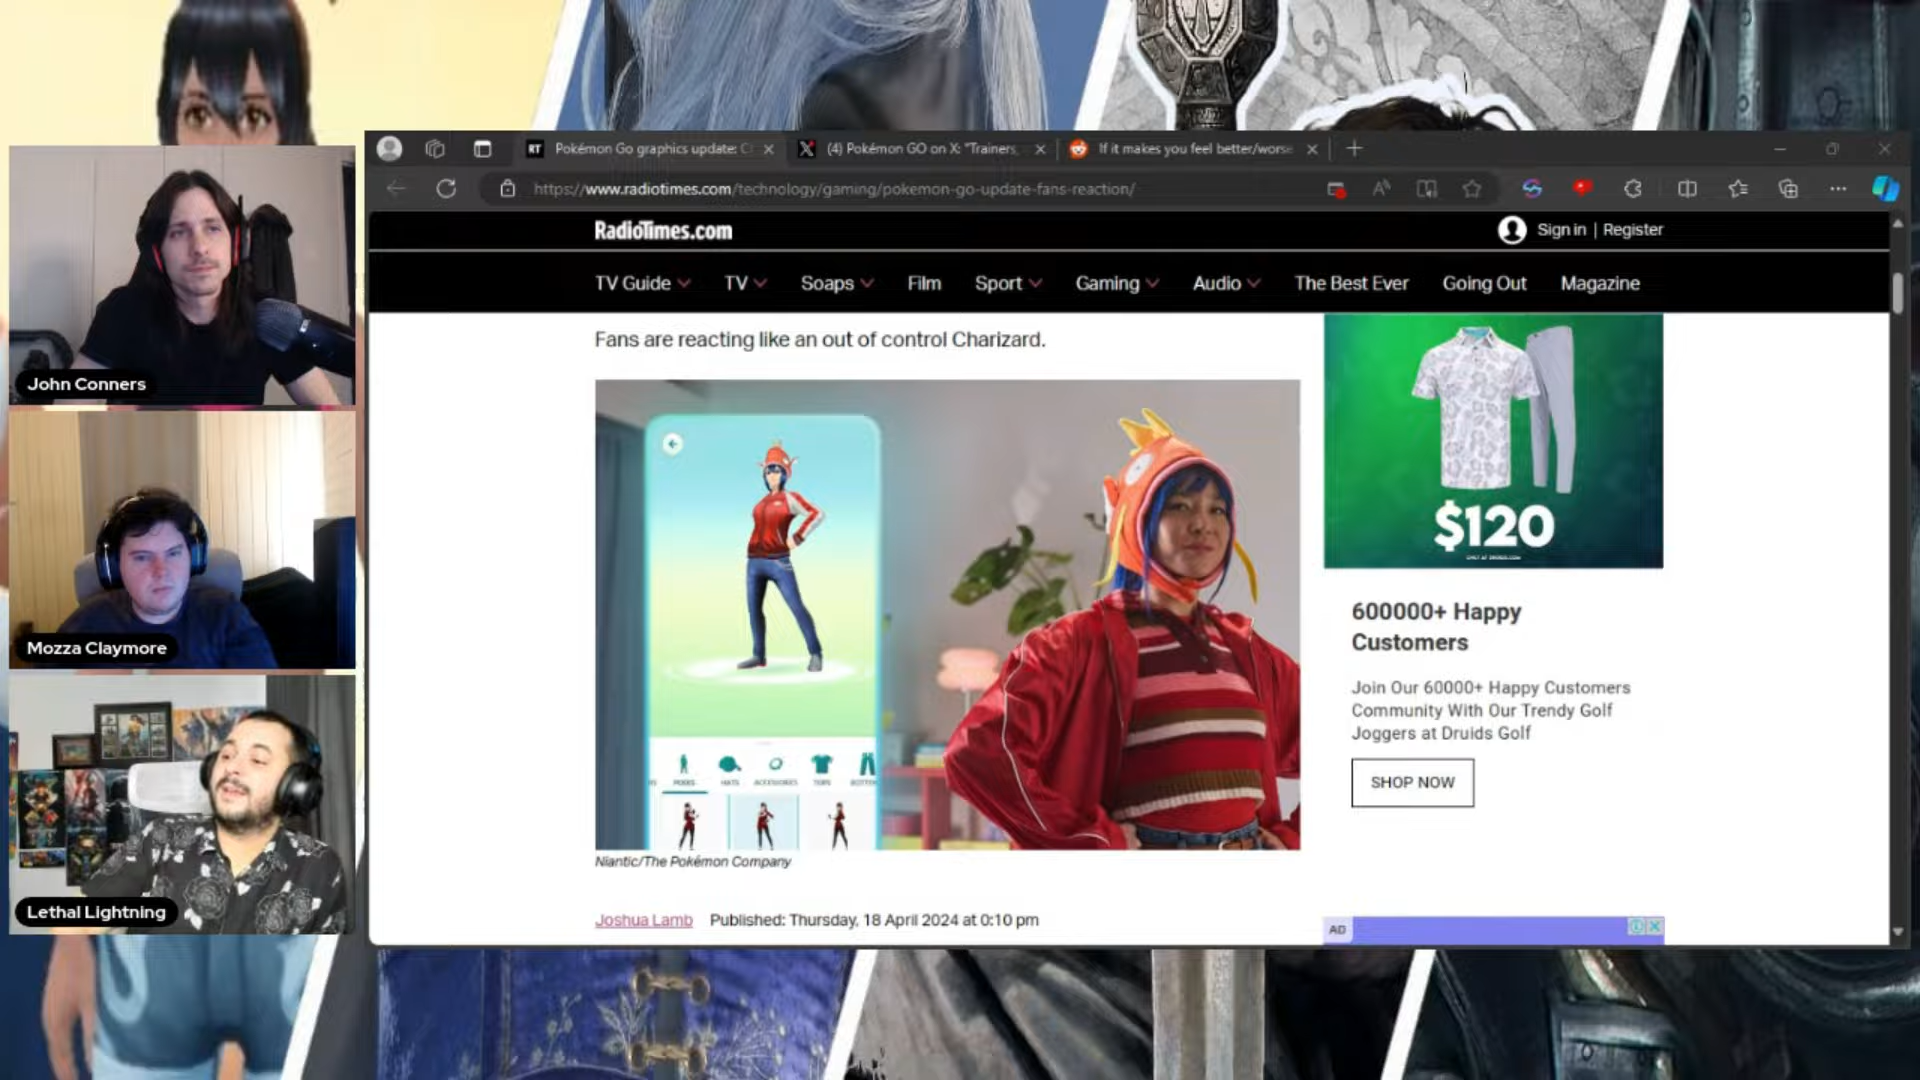 Pokémon Go graphics update:
(4) Pokémon GO on X: "Trainers,
If it makes you feel better/worse
https://www.radiotimes.com/technology/gaming/pokemon-go-update-fans-reaction/
RadioTimes.com
Sign in | Register
TV Guide TV Soaps Film Sport Gaming Audio The Best Ever Going Out Magazine
Fans are reacting like an out of control Charizard.
John Conners
Mozza Claymore
Lethal Lightning
POSES HATS ACCESSORIES TOPS
Niantic/The Pokémon Company
Joshua Lamb Published: Thursday, 18 April 2024 at 0:10 pm
$120
600000+ Happy
Customers
Join Our 60000+ Happy Customers
Community With Our Trendy Golf
Joggers at Druids Golf
SHOP NOW
AD